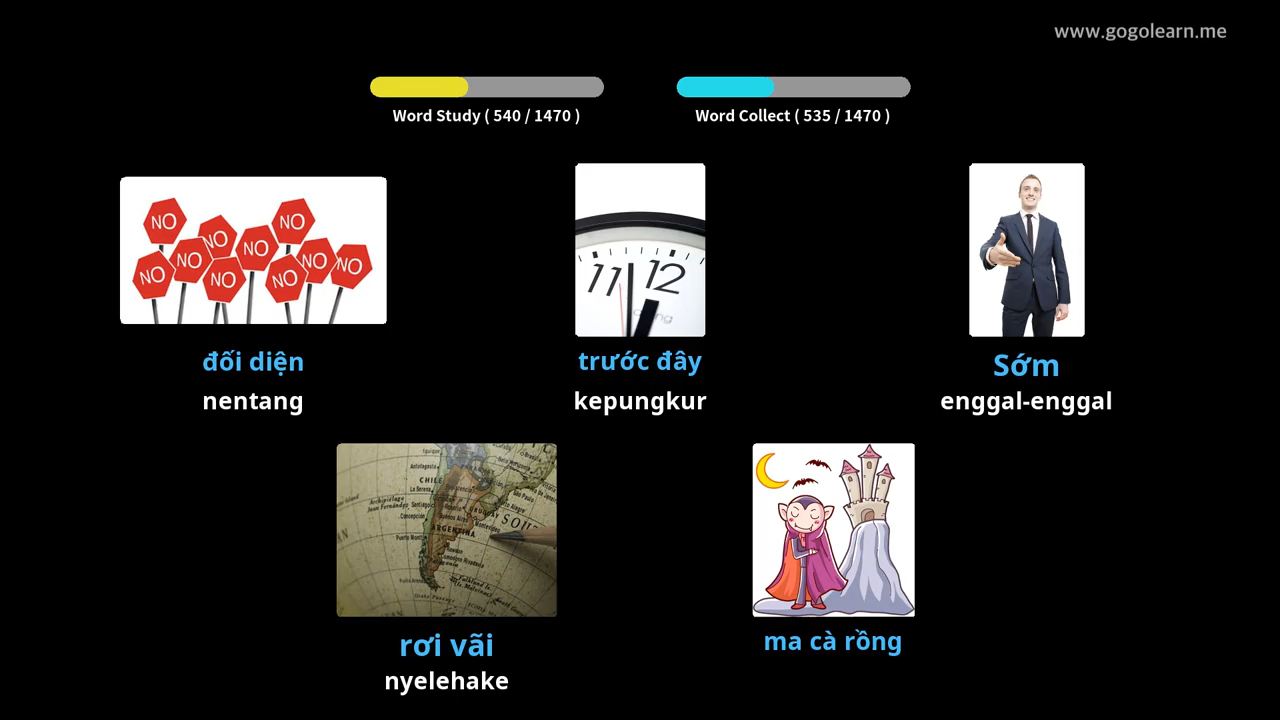 www.gogolearn.me
Word Study ( 540 / 1470 )
Word Collect ( 535 / 1470 )
NO
NO
NO
NO
NO
NO
NO
NO
NO
NO
11 12
đối diện
nentang
trước đây
kepungkur
Sớm
enggal-enggal
CHILE
ARGENTINA
rơi vãi
nyelehake
ma cà rồng